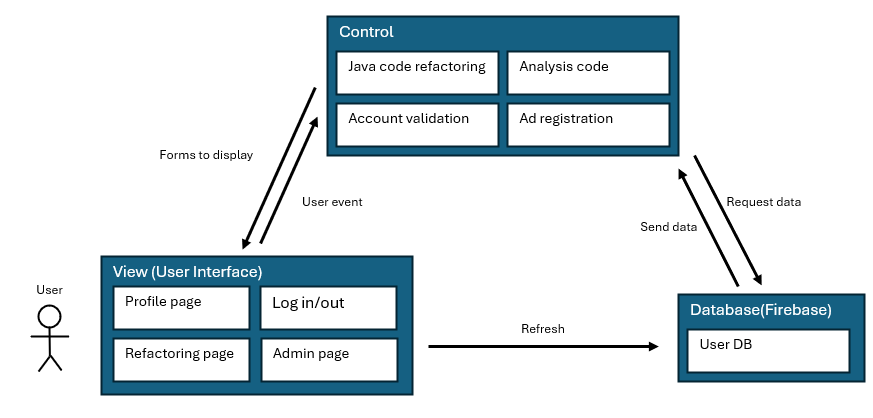 Control
Java code refactoring
Analysis code
Account validation
Ad registration
Forms to display
User event
Request data
Send data
User
View (User Interface)
Profile page
Log in/out
Refactoring page
Admin page
Refresh
Database(Firebase)
User DB